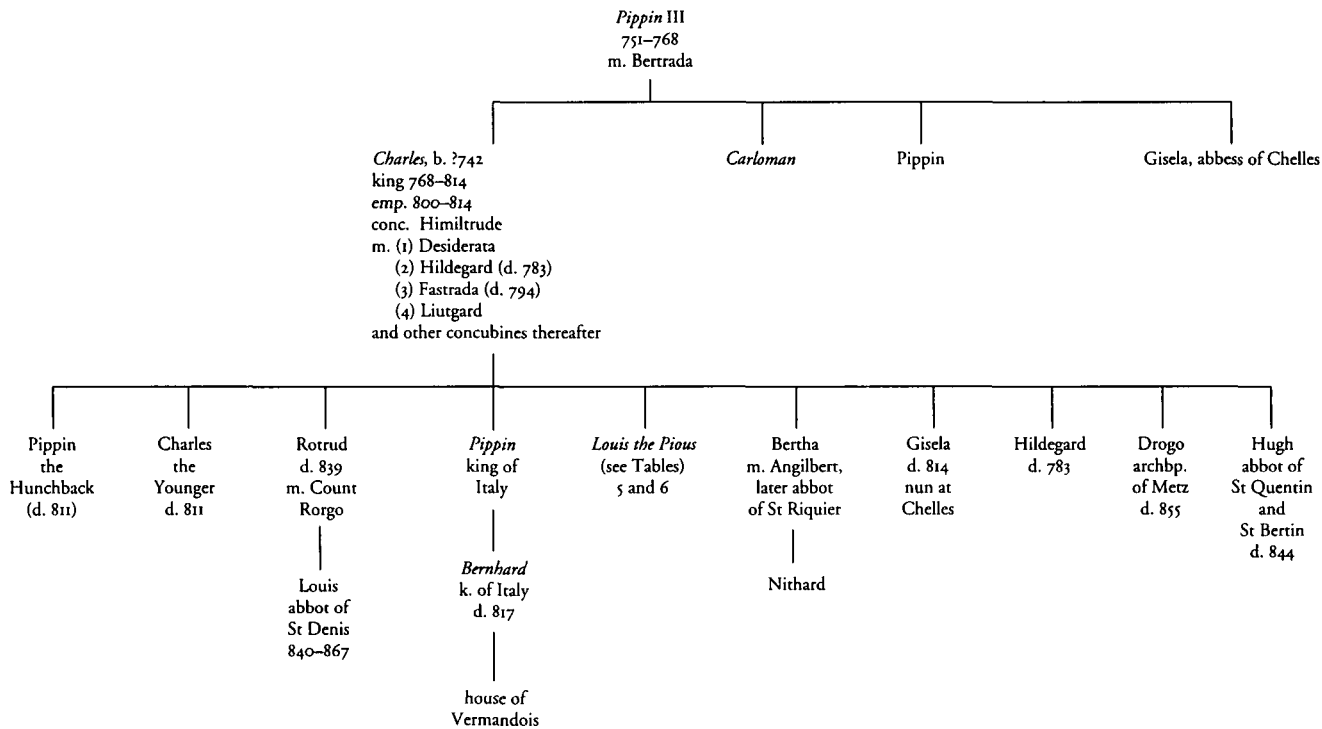 Pippin III
751–768
m. Bertrada
Charles, b. ?742
king 768–814
emp. 800–814
conc. Himiltrude
m. (1) Desiderata
(2) Hildegard (d. 783)
(3) Fastrada (d. 794)
(4) Liutgard
and other concubines thereafter
Carloman
Pippin
Gisela, abbess of Chelles
Pippin
the
Hunchback
(d. 811)
Charles
the
Younger
d. 811
Rotrud
d. 839
m. Count
Rorgo
Louis
abbot of
St Denis
840–867
Pippin
king of
Italy
Bernhard
k. of Italy
d. 817
house of
Vermandois
Louis the Pious
(see Tables)
5 and 6
Bertha
m. Angilbert,
later abbot
of St Riquier
Nithard
Gisela
d. 814
nun at
Chelles
Hildegard
d. 783
Drogo
archbp.
of Metz
d. 855
Hugh
abbot of
St Quentin
and
St Bertin
d. 844